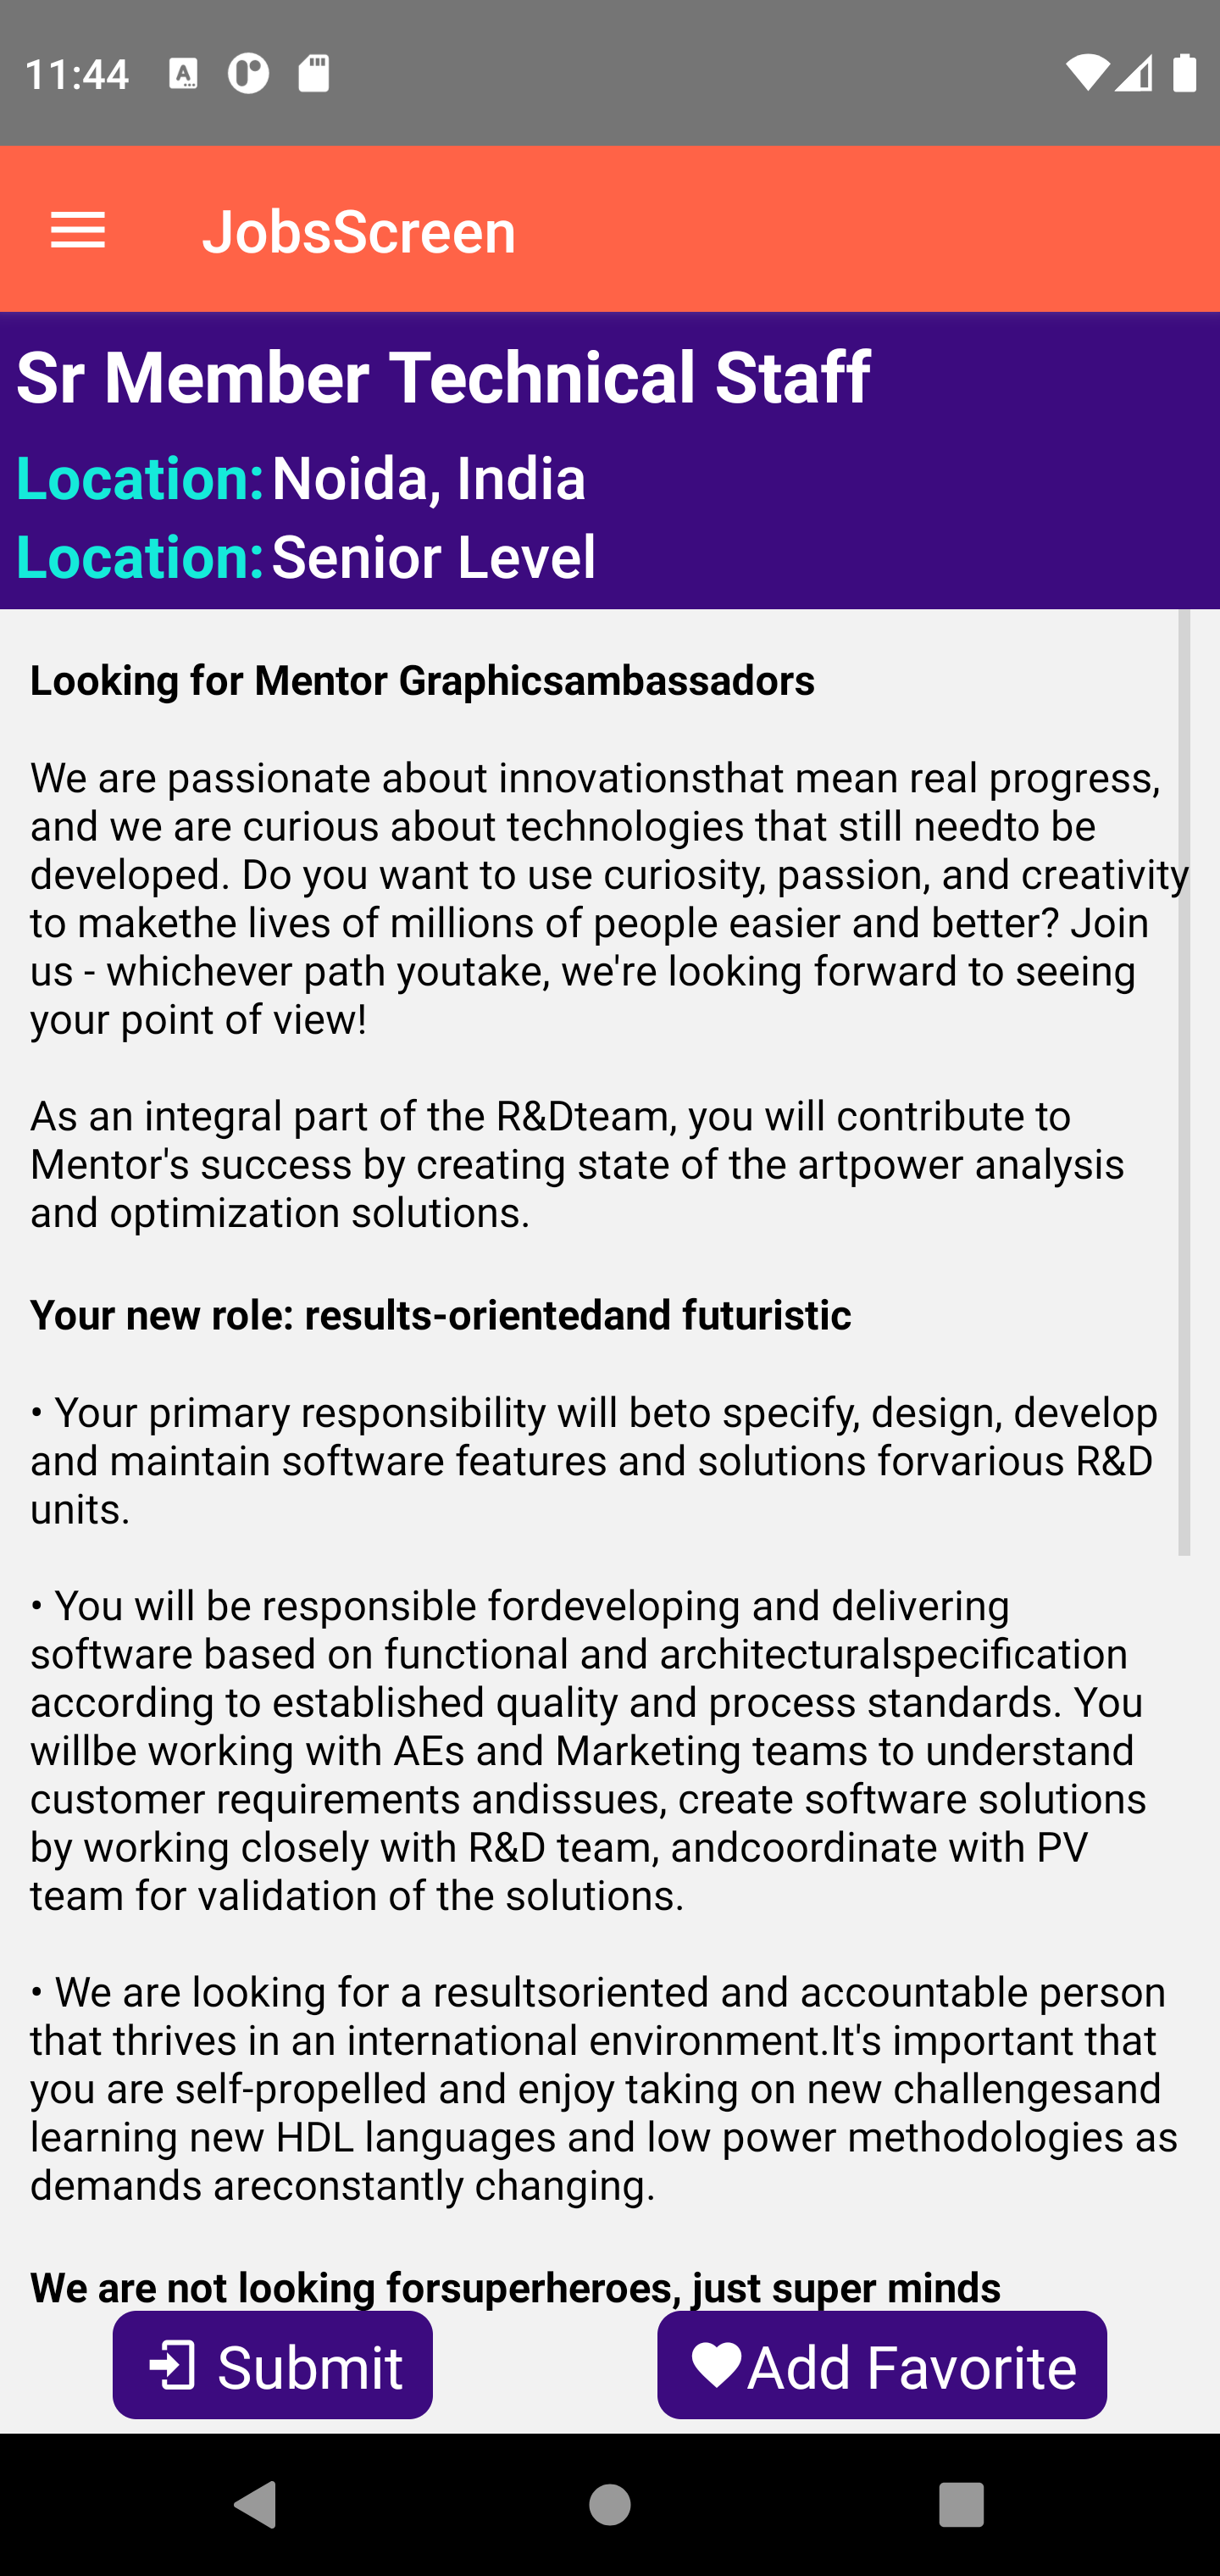 11:44
JobsScreen
Sr Member Technical Staff
Location: Noida, India
Location: Senior Level
Looking for Mentor Graphicsambassadors
We are passionate about innovationsthat mean real progress,
and we are curious about technologies that still needto be
developed. Do you want to use curiosity, passion, and creativity
to makethe lives of millions of people easier and better? Join
us - whichever path youtake, we're looking forward to seeing
your point of view!
As an integral part of the R&Dteam, you will contribute to
Mentor's success by creating state of the artpower analysis
and optimization solutions.
Your new role: results-orientedand futuristic
• Your primary responsibility will beto specify, design, develop
and maintain software features and solutions forvarious R&D
units.
• You will be responsible fordeveloping and delivering
software based on functional and architecturalspecification
according to established quality and process standards. You
willbe working with AEs and Marketing teams to understand
customer requirements andissues, create software solutions
by working closely with R&D team, andcoordinate with PV
team for validation of the solutions.
• We are looking for a resultsoriented and accountable person
that thrives in an international environment.It's important that
you are self-propelled and enjoy taking on new challengesand
learning new HDL languages and low power methodologies as
demands areconstantly changing.
We are not looking forsuperheroes, just super minds
Submit
Add Favorite